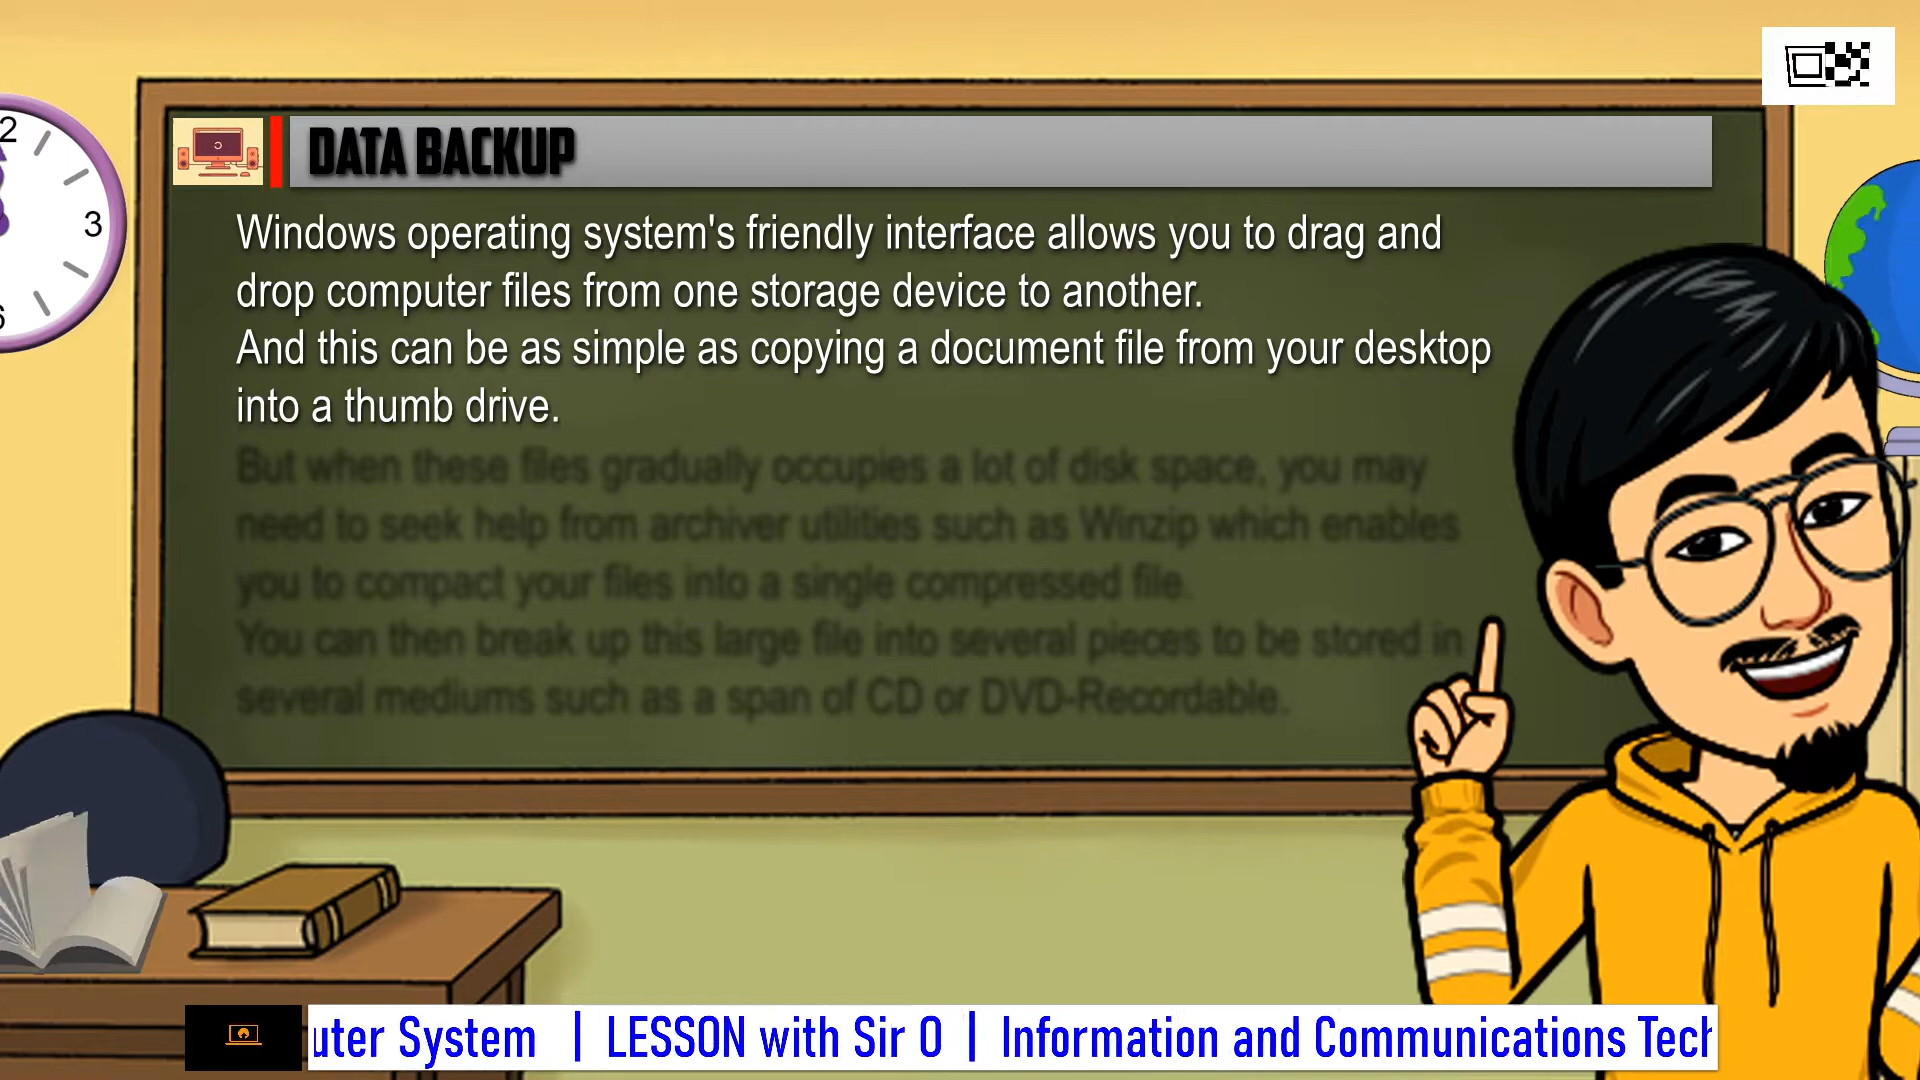 DATA BACKUP
Windows operating system's friendly interface allows you to drag and
drop computer files from one storage device to another.
And this can be as simple as copying a document file from your desktop
into a thumb drive.
But when these files gradually occupies a lot of disk space, you may
need to seek help from archiver utilities such as Winzip which enables
you to compact your files into a single compressed file.
You can then break up this large file into several pieces to be stored in
several mediums such as a span of CD or DVD-Recordable.
2
3
6
uter System | LESSON with Sir O | Information and Communications Tech